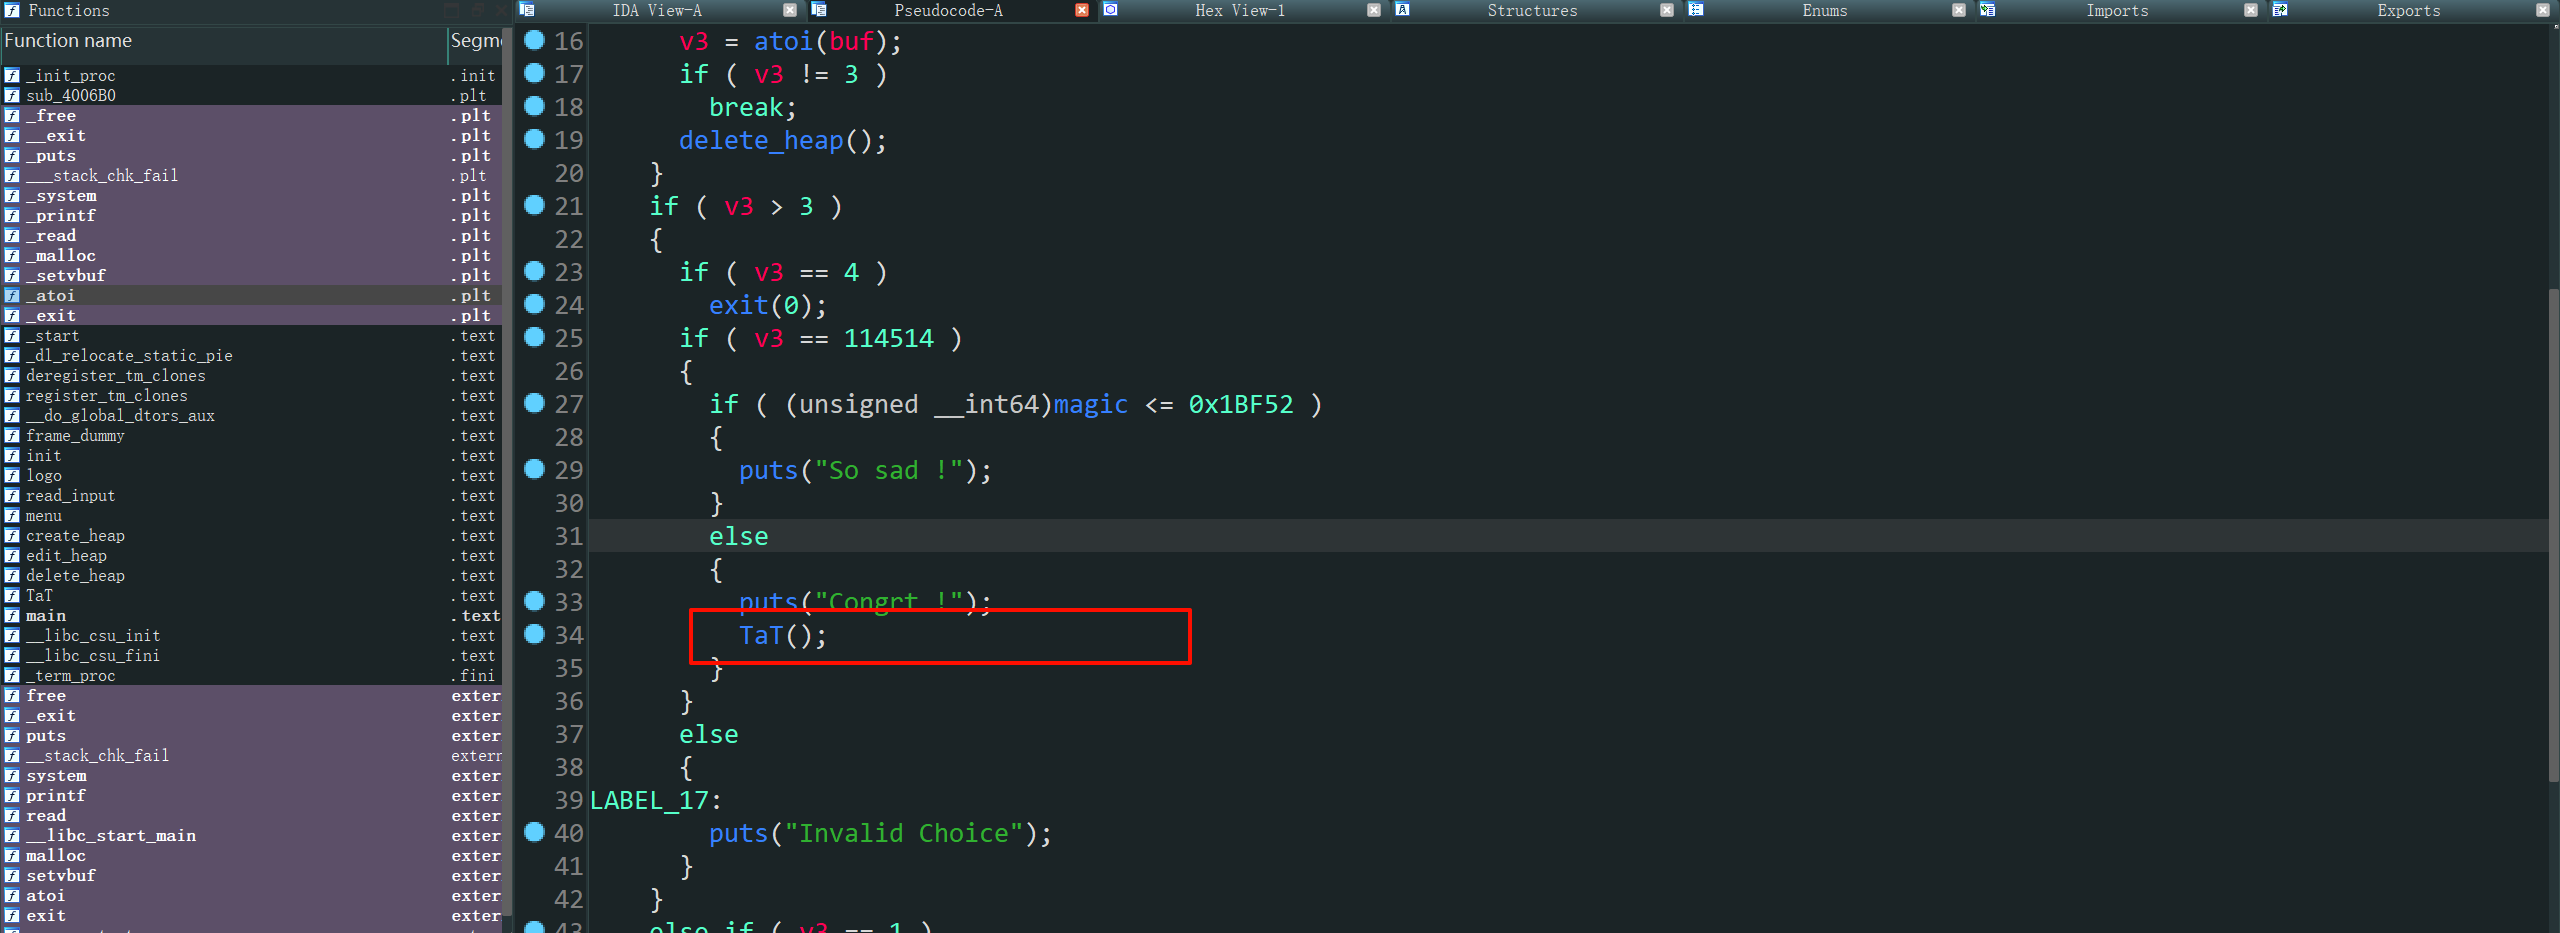 Functions
Function name Segm
_init_proc .init
sub_4006B0 .plt
_free .plt
__exit .plt
_puts .plt
___stack_chk_fail .plt
_system .plt
_printf .plt
_read .plt
_malloc .plt
_setvbuf .plt
_atoi .plt
_exit .plt
_start .text
_dl_relocate_static_pie .text
deregister_tm_clones .text
register_tm_clones .text
__do_global_dtors_aux .text
frame_dummy .text
init .text
logo .text
read_input .text
menu .text
create_heap .text
edit_heap .text
delete_heap .text
TaT .text
main .text
__libc_csu_init .text
__libc_csu_fini .text
_term_proc .fini
free exter
_exit exter
puts exter
__stack_chk_fail extern
system exter
printf exter
read exter
__libc_start_main exter
malloc exter
setvbuf exter
atoi exter
exit exter
IDA View-A Pseudocode-A Hex View-1 Structures Enums Imports Exports
16 v3 = atoi(buf);
17 if ( v3 != 3 )
18 break;
19 delete_heap();
20 }
21 if ( v3 > 3 )
22 {
23 if ( v3 == 4 )
24 exit(0);
25 if ( v3 == 114514 )
26 {
27 if ( (unsigned __int64)magic <= 0x1BF52 )
28 {
29 puts("So sad !");
30 }
31 else
32 {
33 puts("Congrt !");
34 TaT();
35 }
36 }
37 else
38 {
39 LABEL_17:
40 puts("Invalid Choice");
41 }
42 }
43 else if ( v3 == 1 )